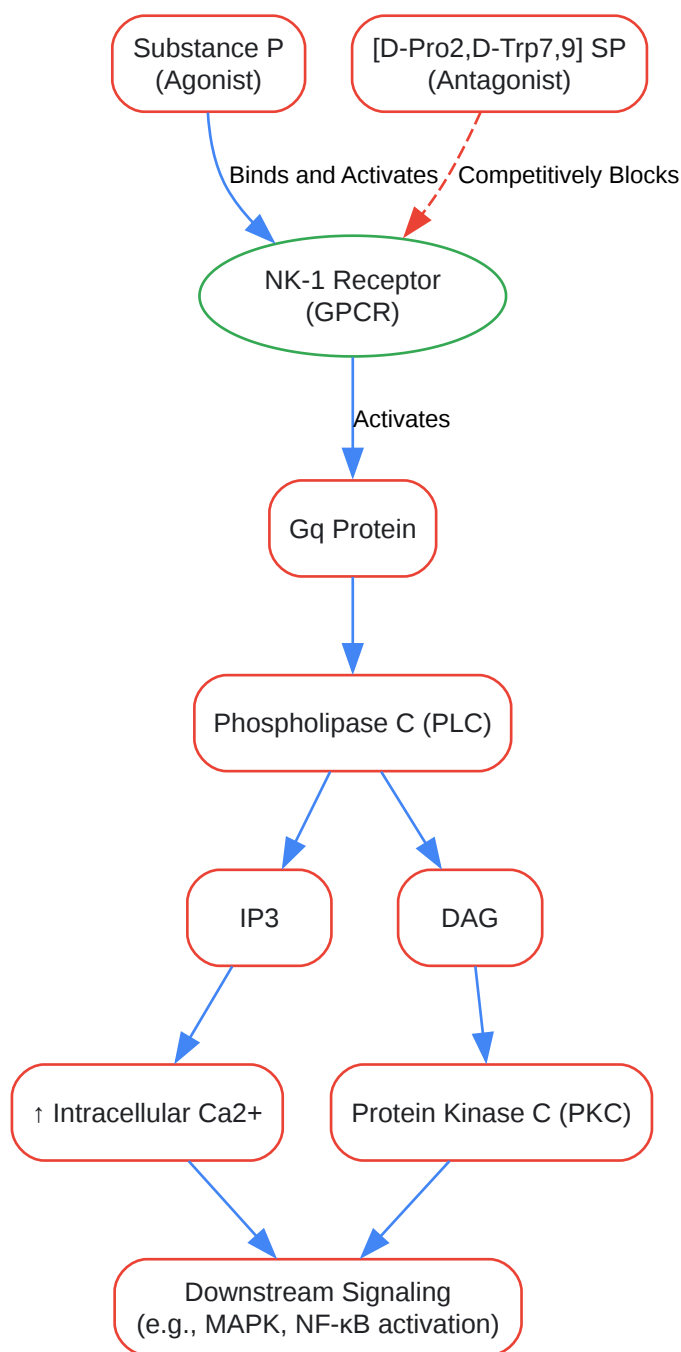 Substance P
(Agonist)
[D-Pro2,D-Trp7,9] SP
(Antagonist)
Binds and Activates
Competitively Blocks
NK-1 Receptor
(GPCR)
Activates
Gq Protein
Phospholipase C (PLC)
IP3
DAG
↑ Intracellular Ca2+
Protein Kinase C (PKC)
Downstream Signaling
(e.g., MAPK, NF-κB activation)